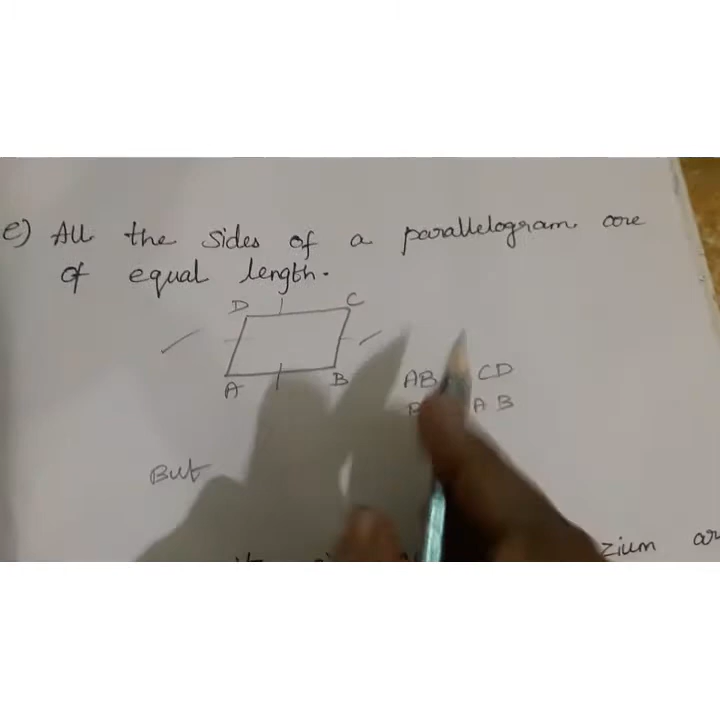 e) All the sides of a parallelogram are
of equal length.
D C
A B
AB CD
AB
But
zium